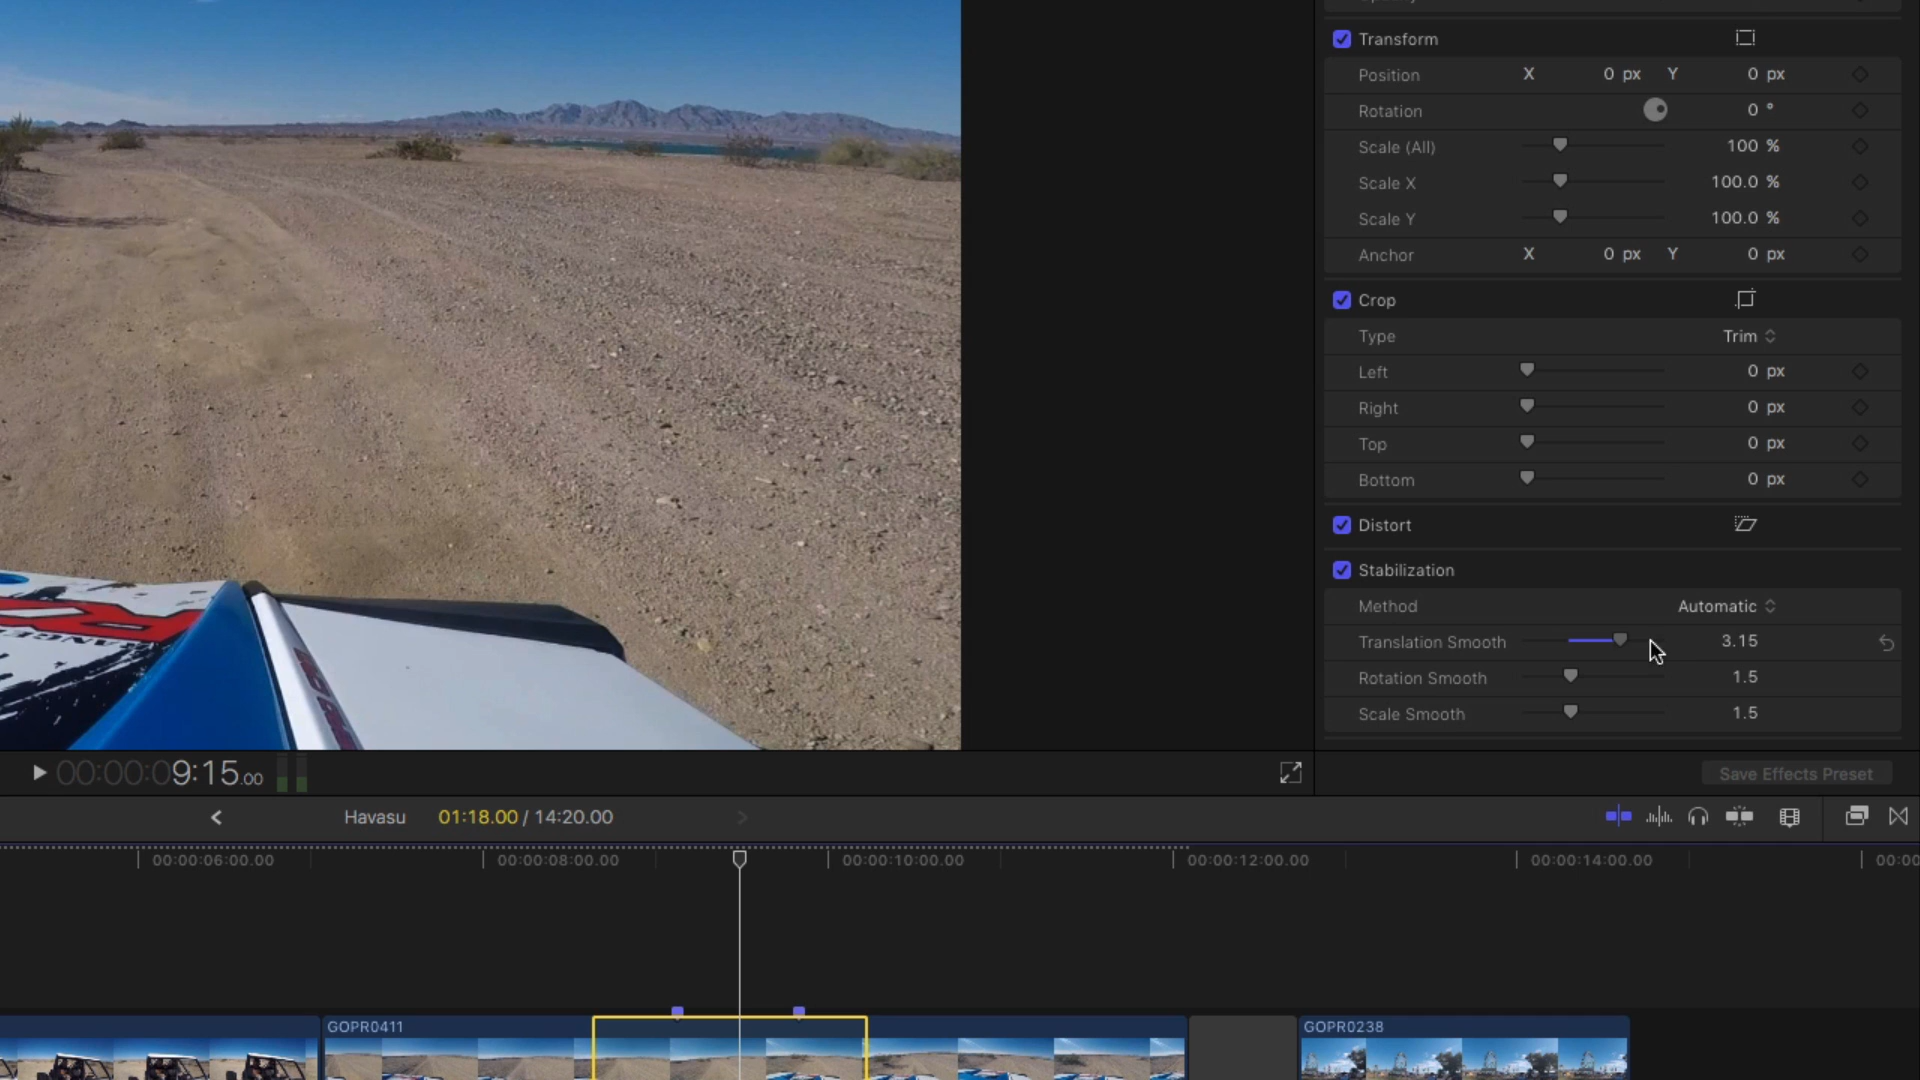 Transform
Position X 0 px Y 0 px
Rotation 0 °
Scale (All) 100 %
Scale X 100.0 %
Scale Y 100.0 %
Anchor X 0 px Y 0 px
Crop
Type Trim
Left 0 px
Right 0 px
Top 0 px
Bottom 0 px
Distort
Stabilization
Method Automatic
Translation Smooth 3.15
Rotation Smooth 1.5
Scale Smooth 1.5
00:00:09:15.00
Save Effects Preset
Havasu 01:18.00 / 14:20.00
00:00:06:00.00 00:00:08:00.00 00:00:10:00.00 00:00:12:00.00 00:00:14:00.00 00:00
GOPR0411 GOPR0238